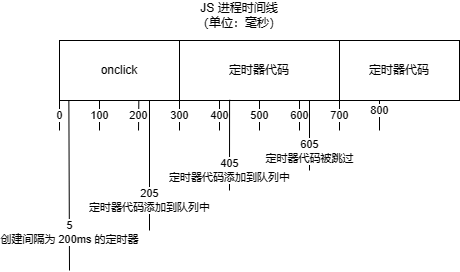 JS 进程时间线
（单位：毫秒）
onclick
定时器代码
定时器代码
0
100
200
300
400
500
600
700
800
605
定时器代码被跳过
405
定时器代码添加到队列中
205
定时器代码添加到队列中
5
创建间隔为 200ms 的定时器